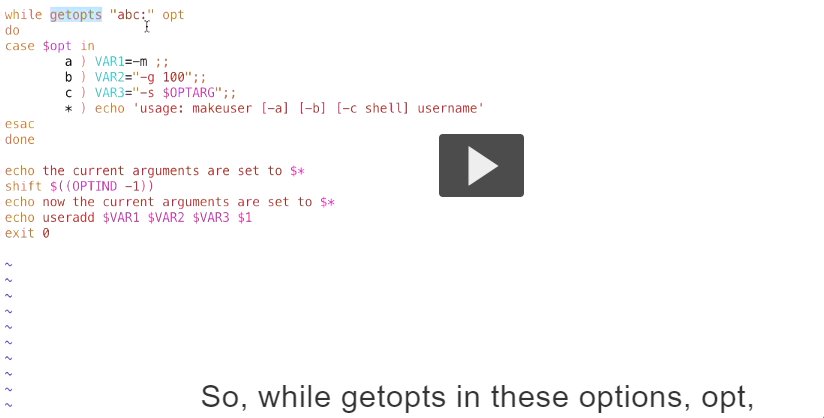 while getopts "abc:" opt
do
case $opt in
        a ) VAR1=-m ;;
        b ) VAR2="-g 100";;
        c ) VAR3="-s $OPTARG";;
        * ) echo 'usage: makeuser [-a] [-b] [-c shell] username'
esac
done

echo the current arguments are set to $*
shift $((OPTIND -1))
echo now the current arguments are set to $*
echo useradd $VAR1 $VAR2 $VAR3 $1
exit 0
~
~
~
~
~
~
~
~
~
~
So, while getopts in these options, opt,